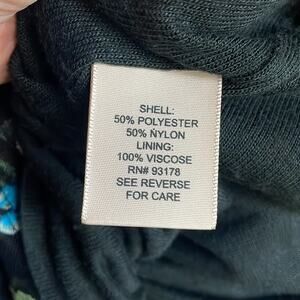 SHELL:
50% POLYESTER
50% NYLON
LINING:
100% VISCOSE
RN# 93178
SEE REVERSE
FOR CARE